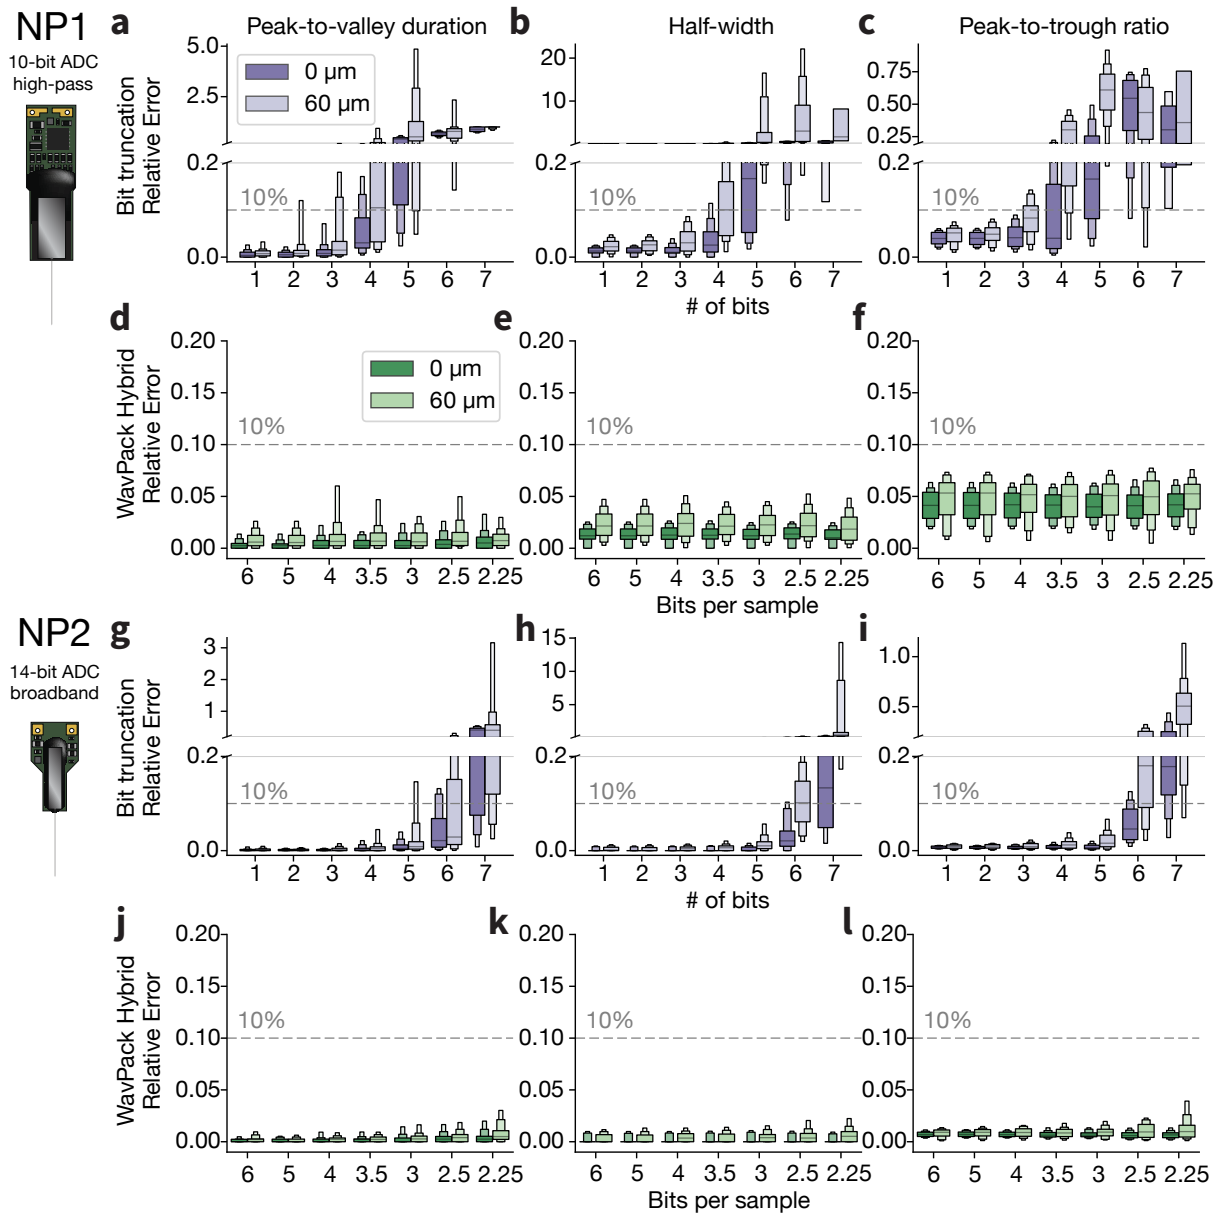 NP1
10-bit ADC
high-pass
a
Peak-to-valley duration
b
Half-width
c
Peak-to-trough ratio
Bit truncation
Relative Error
5.0
2.5
0.2
0.0
0 µm
60 µm
10%
1 2 3 4 5 6 7
20
10
0.2
0.0
10%
1 2 3 4 5 6 7
# of bits
0.75
0.50
0.25
0.2
0.0
10%
1 2 3 4 5 6 7
d
e
f
WavPack Hybrid
Relative Error
0.20
0.15
0.10
0.05
0.00
0 µm
60 µm
10%
6 5 4 3.5 3 2.5 2.25
0.20
0.15
0.10
0.05
0.00
10%
6 5 4 3.5 3 2.5 2.25
Bits per sample
0.20
0.15
0.10
0.05
0.00
10%
6 5 4 3.5 3 2.5 2.25
NP2
14-bit ADC
broadband
g
h
i
Bit truncation
Relative Error
3
2
1
0.2
0.0
10%
1 2 3 4 5 6 7
15
10
5
0.2
0.0
10%
1 2 3 4 5 6 7
# of bits
1.0
0.5
0.2
0.0
10%
1 2 3 4 5 6 7
j
k
l
WavPack Hybrid
Relative Error
0.20
0.15
0.10
0.05
0.00
10%
6 5 4 3.5 3 2.5 2.25
0.20
0.15
0.10
0.05
0.00
10%
6 5 4 3.5 3 2.5 2.25
Bits per sample
0.20
0.15
0.10
0.05
0.00
10%
6 5 4 3.5 3 2.5 2.25